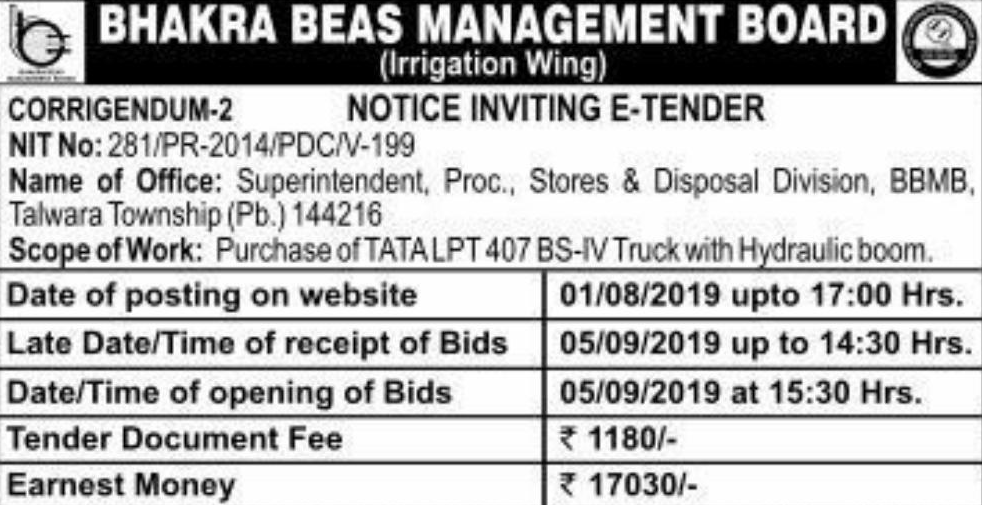 BHAKRA BEAS MANAGEMENT BOARD
(Irrigation Wing)
CORRIGENDUM-2 NOTICE INVITING E-TENDER
NIT No: 281/PR-2014/PDC/V-199
Name of Office: Superintendent, Proc., Stores & Disposal Division, BBMB,
Talwara Township (Pb.) 144216
Scope of Work: Purchase of TATA LPT 407 BS-IV Truck with Hydraulic boom.
Date of posting on website 01/08/2019 upto 17:00 Hrs.
Late Date/Time of receipt of Bids 05/09/2019 up to 14:30 Hrs.
Date/Time of opening of Bids 05/09/2019 at 15:30 Hrs.
Tender Document Fee ₹ 1180/-
Earnest Money ₹ 17030/-